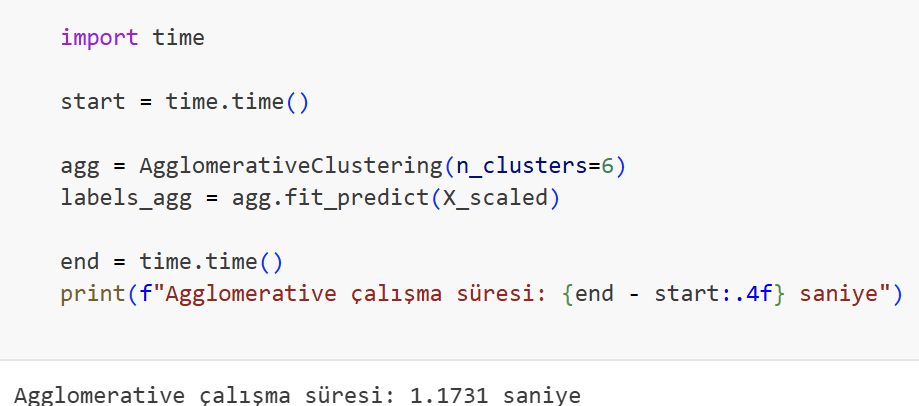 import time
start = time.time()
agg = AgglomerativeClustering(n_clusters=6)
labels_agg = agg.fit_predict(X_scaled)
end = time.time()
print(f"Agglomerative çalışma süresi: {end - start:.4f} saniye")
Agglomerative çalışma süresi: 1.1731 saniye